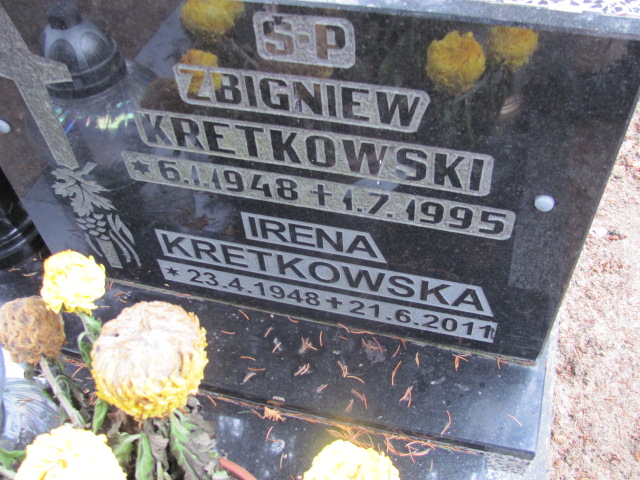 Ś-P
ZBIGNIEW
KRETKOWSKI
* 6.1.1948 + 1.7.1995
IRENA
KRETKOWSKA
* 23.4.1948 + 21.6.2011